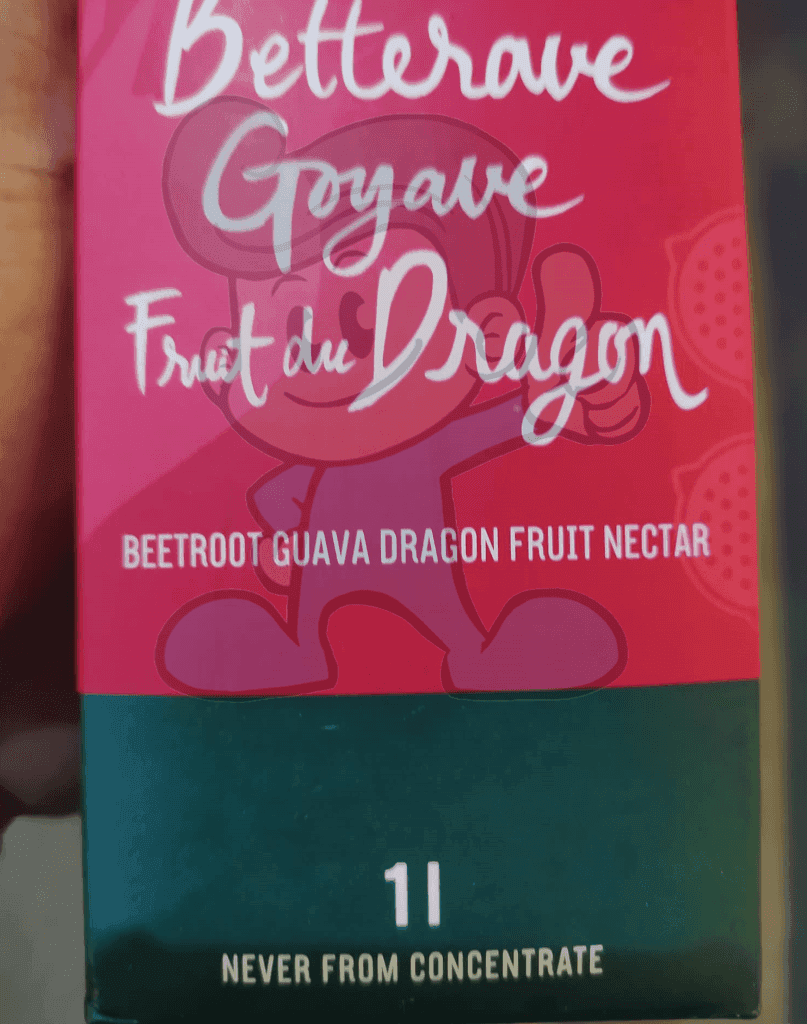 Betterave
Goyave
Fruit du Dragon
BEETROOT GUAVA DRAGON FRUIT NECTAR
1l
NEVER FROM CONCENTRATE